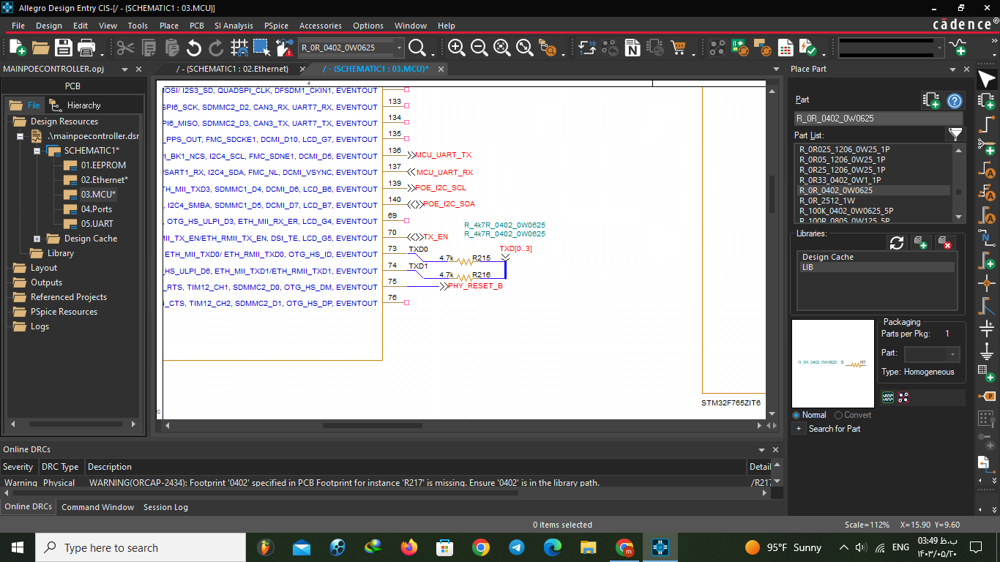 Allegro Design Entry CIS-[/ - (SCHEMATIC1 : 03.MCU)]
File Design Edit View Tools Place PCB SI Analysis PSpice Accessories Options Window Help
cādence
R_0R_0402_0W0625
MAINPOECONTROLLER.opj
/ - (SCHEMATIC1 : 02.Ethernet)
/ - (SCHEMATIC1 : 03.MCU)*
PCB
File
Hierarchy
Design Resources
.\mainpoecontroller.dsn
SCHEMATIC1*
01.EEPROM
02.Ethernet*
03.MCU*
04.Ports
05.UART
Design Cache
Library
Layout
Outputs
Referenced Projects
PSpice Resources
Logs
4
IOSI/ I2S3_SD, QUADSPI_CLK, DFSDM1_CKIN1, EVENTOUT
SPI6_SCK, SDMMC2_D2, CAN3_RX, UART7_RX, EVENTOUT 133
PI6_MISO, SDMMC2_D3, CAN3_TX, UART7_TX, EVENTOUT 134
_PPS_OUT, FMC_SDCKE1, DCMI_D10, LCD_G7, EVENTOUT 135
PI_BK1_NCS, I2C4_SCL, FMC_SDNE1, DCMI_D5, EVENTOUT 136 MCU_UART_TX
USART1_RX, I2C4_SDA, FMC_NL, DCMI_VSYNC, EVENTOUT 137 MCU_UART_RX
TH_MII_TXD3, SDMMC1_D4, DCMI_D6, LCD_B6, EVENTOUT 139 POE_I2C_SCL
, I2C4_SMBA, SDMMC1_D5, DCMI_D7, LCD_B7, EVENTOUT 140 POE_I2C_SDA
OTG_HS_ULPI_D3, ETH_MII_RX_ER, LCD_G4, EVENTOUT 69
R_4k7R_0402_0W0625
R_4k7R_0402_0W0625
MII_TX_EN/ETH_RMII_TX_EN, DSI_TE, LCD_G5, EVENTOUT 70 TX_EN
TXD[0..3]
ETH_MII_TXD0/ ETH_RMII_TXD0, OTG_HS_ID, EVENTOUT 73 TXD0 4.7k R215
HS_ULPI_D6, ETH_MII_TXD1/ETH_RMII_TXD1, EVENTOUT 74 TXD1 4.7k R216
_RTS, TIM12_CH1, SDMMC2_D0, OTG_HS_DM, EVENTOUT 75 PHY_RESET_B
_CTS, TIM12_CH2, SDMMC2_D1, OTG_HS_DP, EVENTOUT 76
STM32F765ZIT6
C
Place Part
Part
R_0R_0402_0W0625
Part List:
R_0R025_1206_0W25_1P
R_0R05_1206_0W25_1P
R_0R25_1206_0W25_1P
R_0R33_0402_0W1_1P
R_0R_0402_0W0625
R_0R_2512_1W
R_100K_0402_0W0625_5P
R_100R_0805_0W125_5P
Libraries:
Design Cache
LIB
R_0R_0402_0W0625 0 R?
Packaging
Parts per Pkg: 1
Part:
Type: Homogeneous
Normal
Convert
+ Search for Part
Online DRCs
Severity DRC Type Description Detail
Warning Physical WARNING(ORCAP-2434): Footprint '0402' specified in PCB Footprint for instance 'R217' is missing. Ensure '0402' is in the library path. /R217
Online DRCs Command Window Session Log
0 items selected
Scale=112% X=15.90 Y=9.60
Type here to search
95°F Sunny
ENG
03:49 ب.ظ
۱۴۰۳/۰۵/۲۰